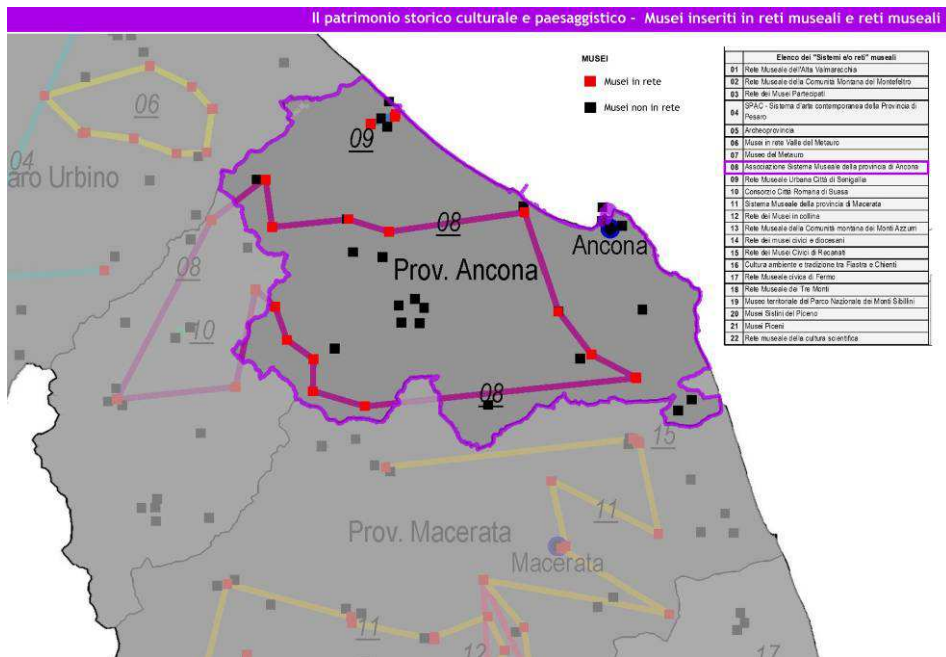 Il patrimonio storico culturale e paesaggistico - Musei inseriti in reti museali e reti museali
MUSEI
Musei in rete
Musei non in rete
Elenco dei "Sistemi e/o reti" museali
01 Rete Museale dell'Alta Valmarecchia
02 Rete Museale della Comunità Montana del Montefeltro
03 Rete dei Musei Partecipati
04 SPAC - Sistema d'arte contemporanea della Provincia di Pesaro
05 Archeoprovincia
06 Musei in rete Valle del Metauro
07 Museo del Metauro
08 Associazione Sistema Museale della provincia di Ancona
09 Rete Museale Urbana Città di Senigallia
10 Consorzio Città Romana di Suasa
11 Sistema Museale della provincia di Macerata
12 Rete dei Musei in collina
13 Rete Museale della Comunità montana dei Monti Azzurri
14 Rete dei musei civici e diocesani
15 Rete dei Musei Civici di Recanati
16 Cultura ambiente e tradizione tra Fiastra e Chienti
17 Rete Museale civica di Fermo
18 Rete Museale dei Tre Monti
19 Museo territoriale del Parco Nazionale dei Monti Sibillini
20 Musei Sistini del Piceno
21 Musei Piceni
22 Rete museale della cultura scientifica
06
09
04
aro Urbino
08
Ancona
Prov. Ancona
08
10
08
15
11
Prov. Macerata
Macerata
11
12
17